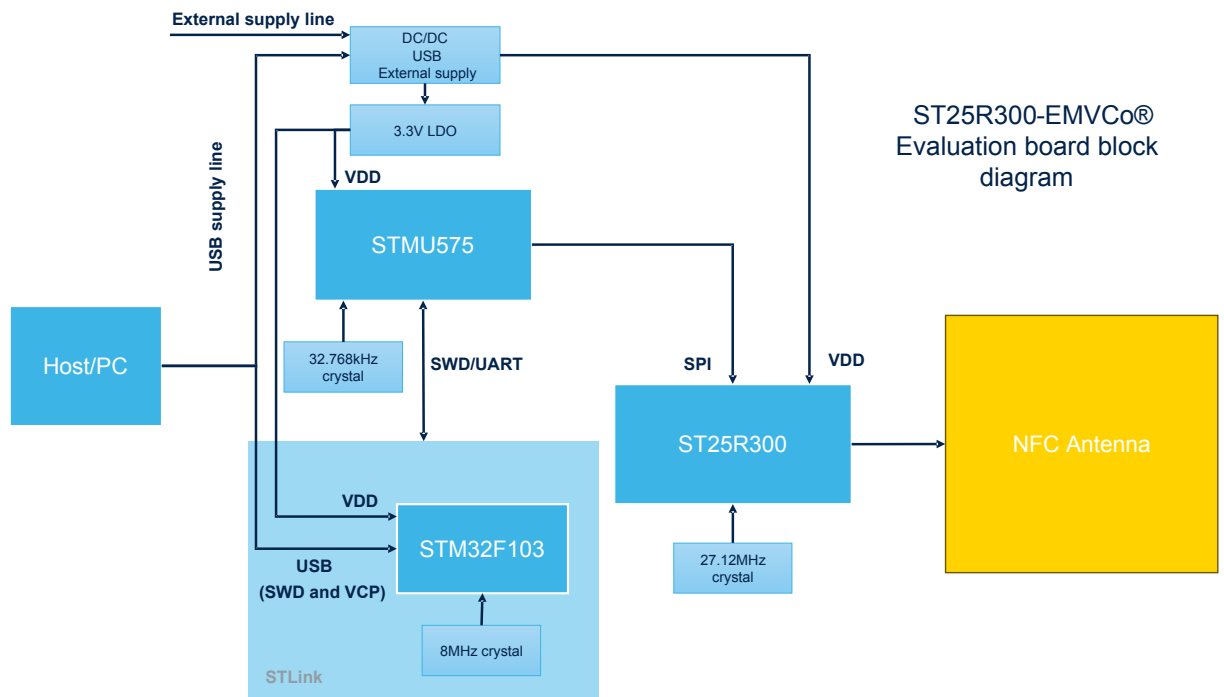 External supply line
DC/DC
USB
External supply
3.3V LDO
ST25R300-EMVCo®
Evaluation board block
diagram
VDD
USB supply line
STMU575
Host/PC
32.768kHz
crystal
SWD/UART
SPI
VDD
ST25R300
NFC Antenna
VDD
STM32F103
USB
(SWD and VCP)
27.12MHz
crystal
8MHz crystal
STLink